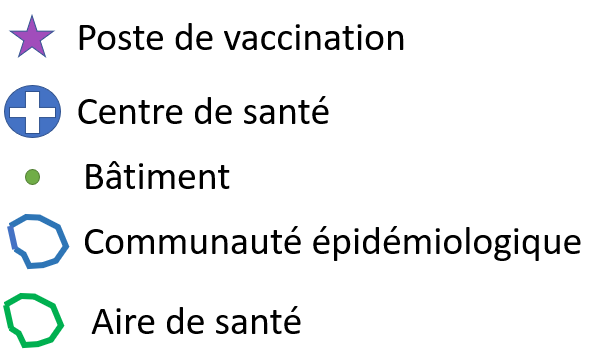 Poste de vaccination
Centre de santé
Bâtiment
Communauté épidémiologique
Aire de santé